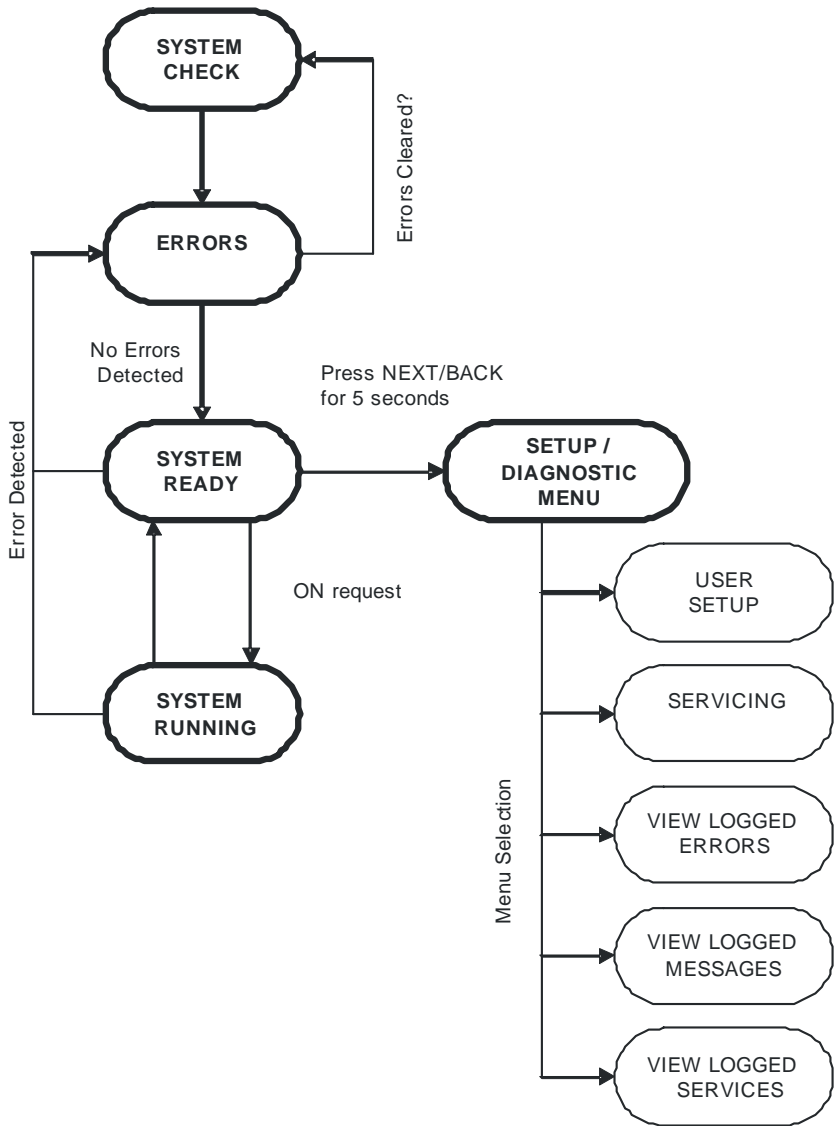 SYSTEM
CHECK
Errors Cleared?
ERRORS
No Errors
Detected
Press NEXT/BACK
for 5 seconds
Error Detected
SYSTEM
READY
SETUP /
DIAGNOSTIC
MENU
ON request
USER
SETUP
SYSTEM
RUNNING
SERVICING
Menu Selection
VIEW LOGGED
ERRORS
VIEW LOGGED
MESSAGES
VIEW LOGGED
SERVICES